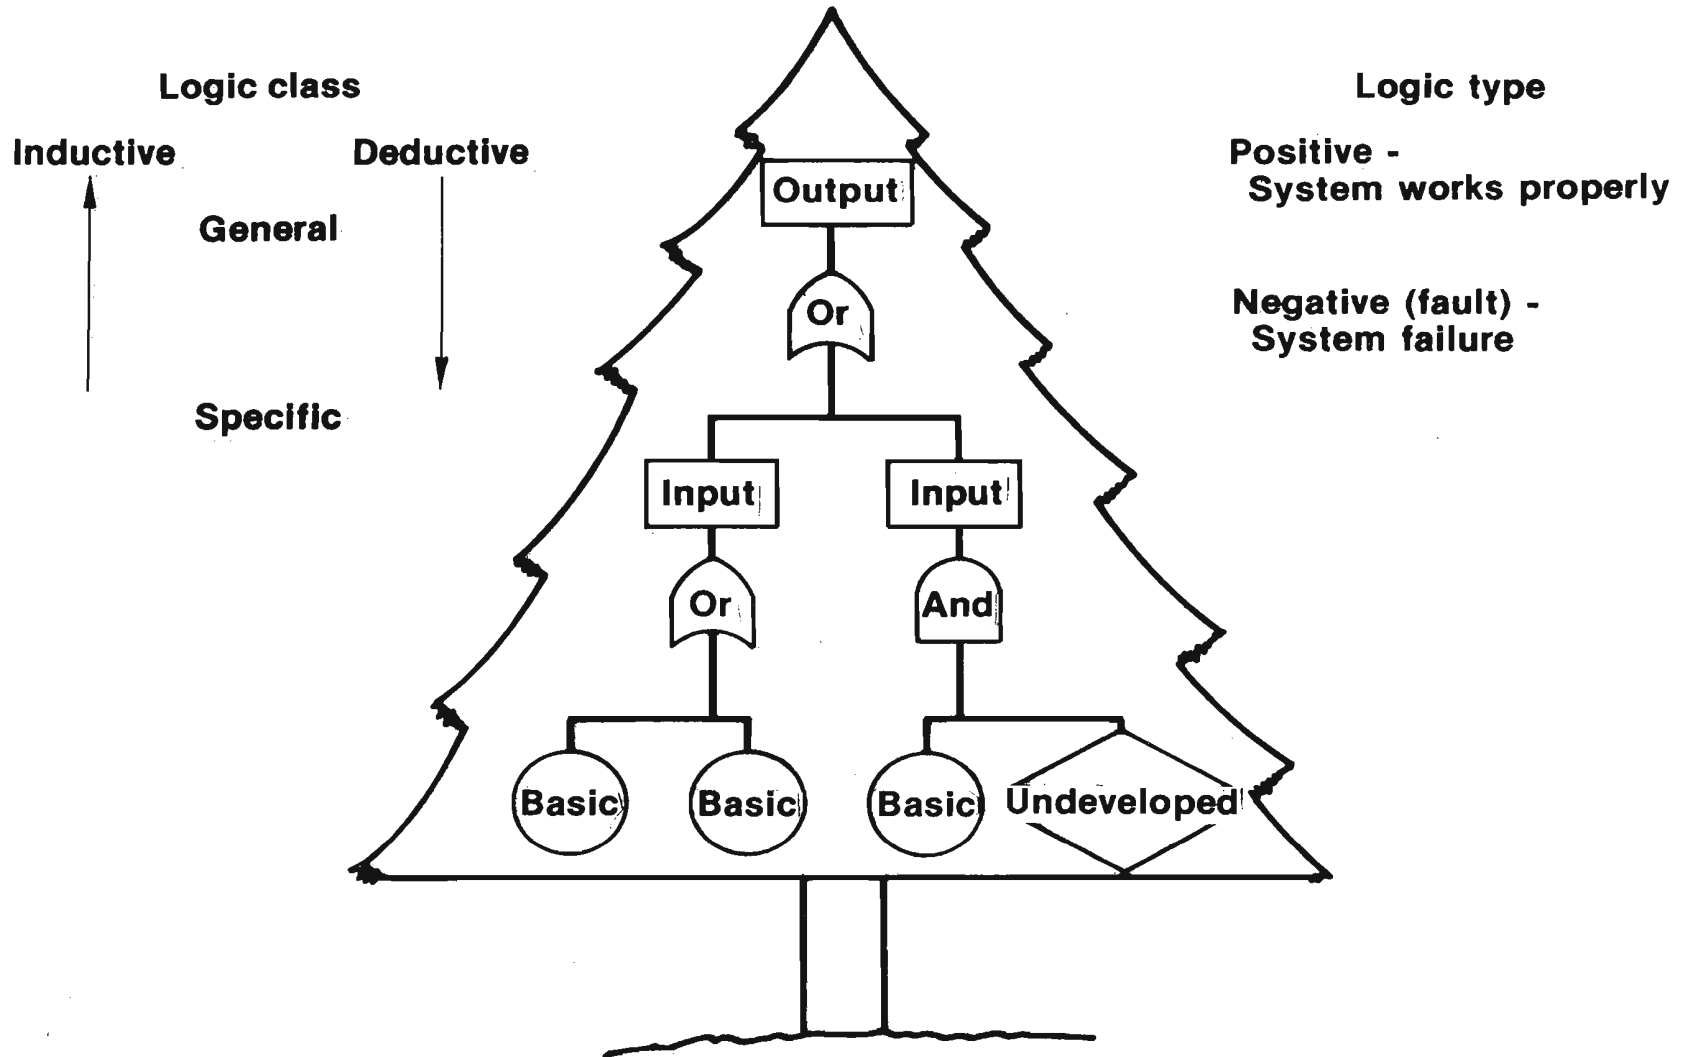 Logic class
Inductive
Deductive
General
Specific
Logic type
Positive -
System works properly
Negative (fault) -
System failure
Output
Or
Input
Input
Or
And
Basic
Basic
Basic
Undeveloped